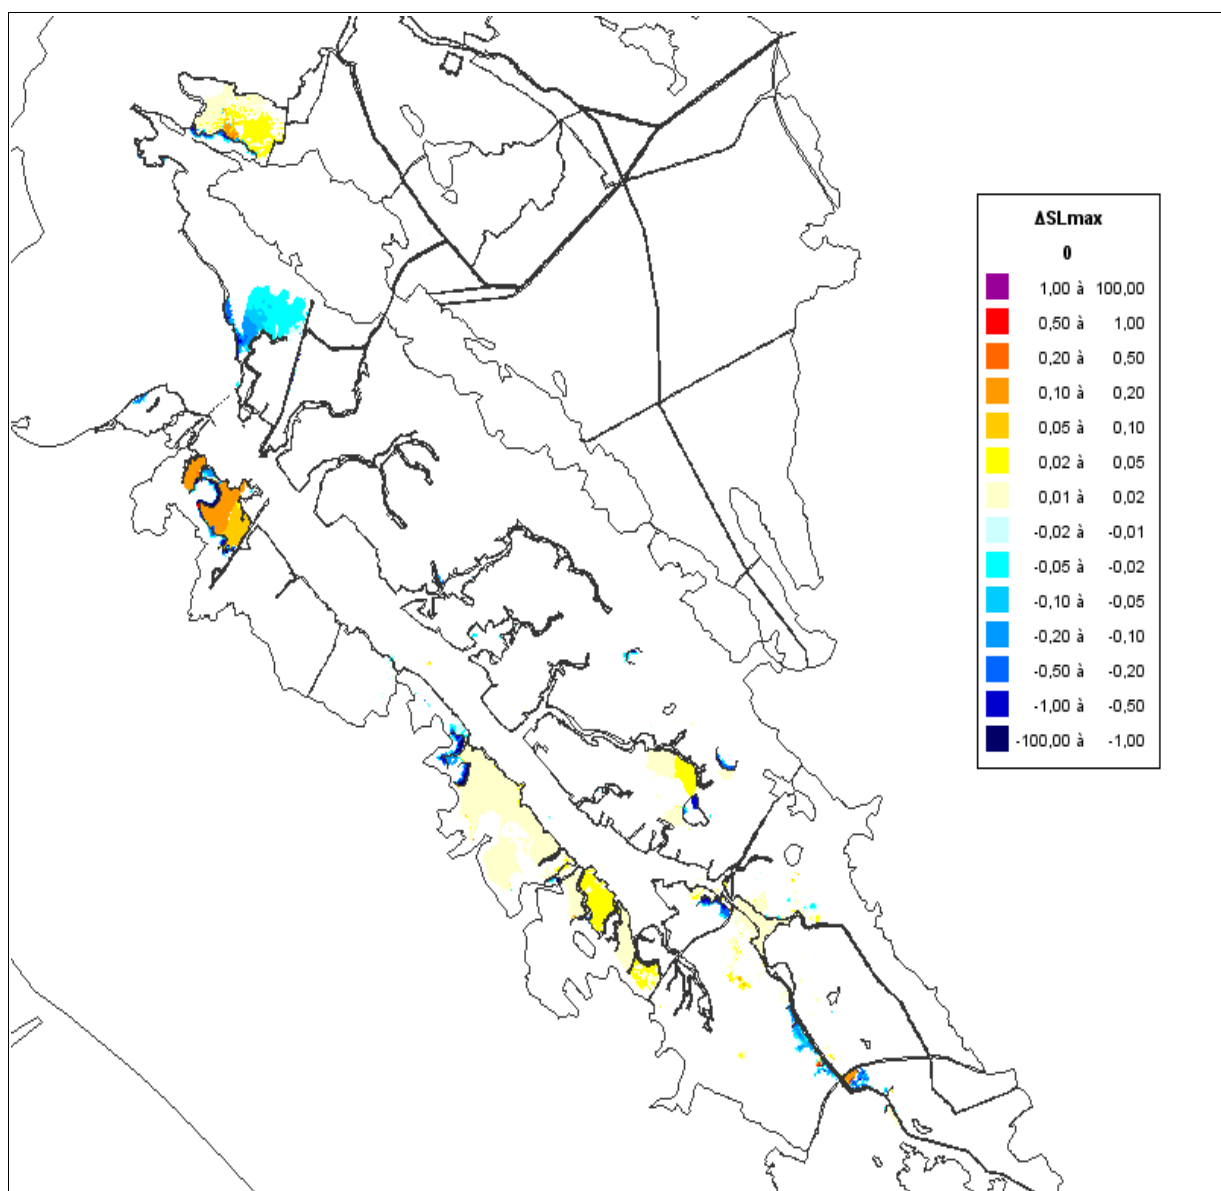 ΔSLmax
0
1,00 à 100,00
0,50 à 1,00
0,20 à 0,50
0,10 à 0,20
0,05 à 0,10
0,02 à 0,05
0,01 à 0,02
-0,02 à -0,01
-0,05 à -0,02
-0,10 à -0,05
-0,20 à -0,10
-0,50 à -0,20
-1,00 à -0,50
-100,00 à -1,00